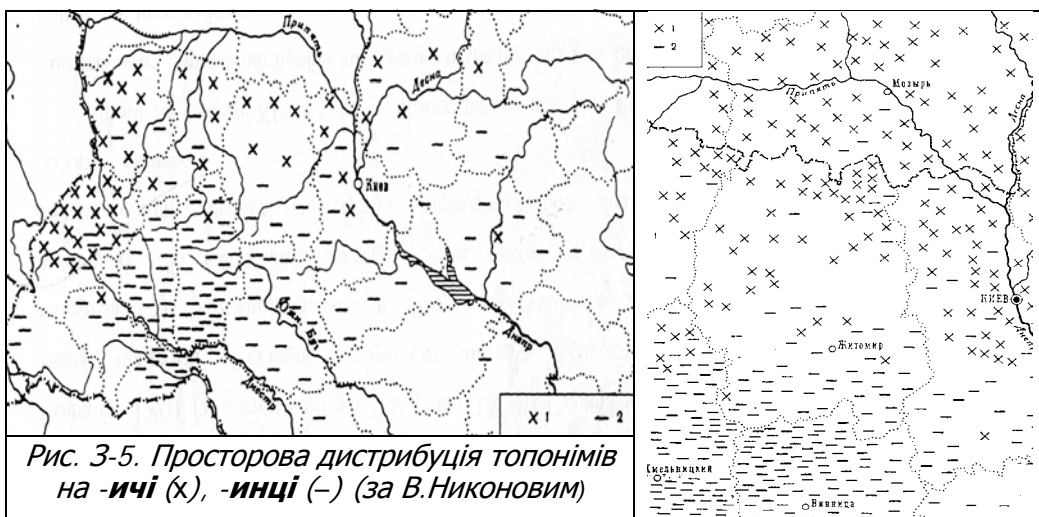 Припять
Десна
Киев
Юж. Буг
Днестр
Днепр
x 1
– 2
x 1
– 2
Припять
Мозырь
Десна
КИЕВ
Житомир
Хмельницкий
Винница
Рис. 3-5. Просторова дистрибуція топонімів
на -ичі (x), -инці (–) (за В.Никоновим)